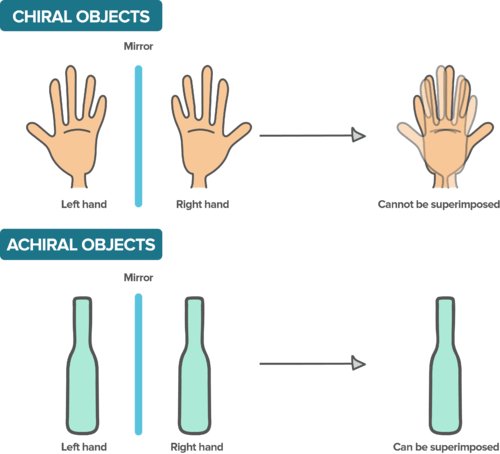 CHIRAL OBJECTS
Mirror
Left hand
Right hand
Cannot be superimposed
ACHIRAL OBJECTS
Mirror
Left hand
Right hand
Can be superimposed